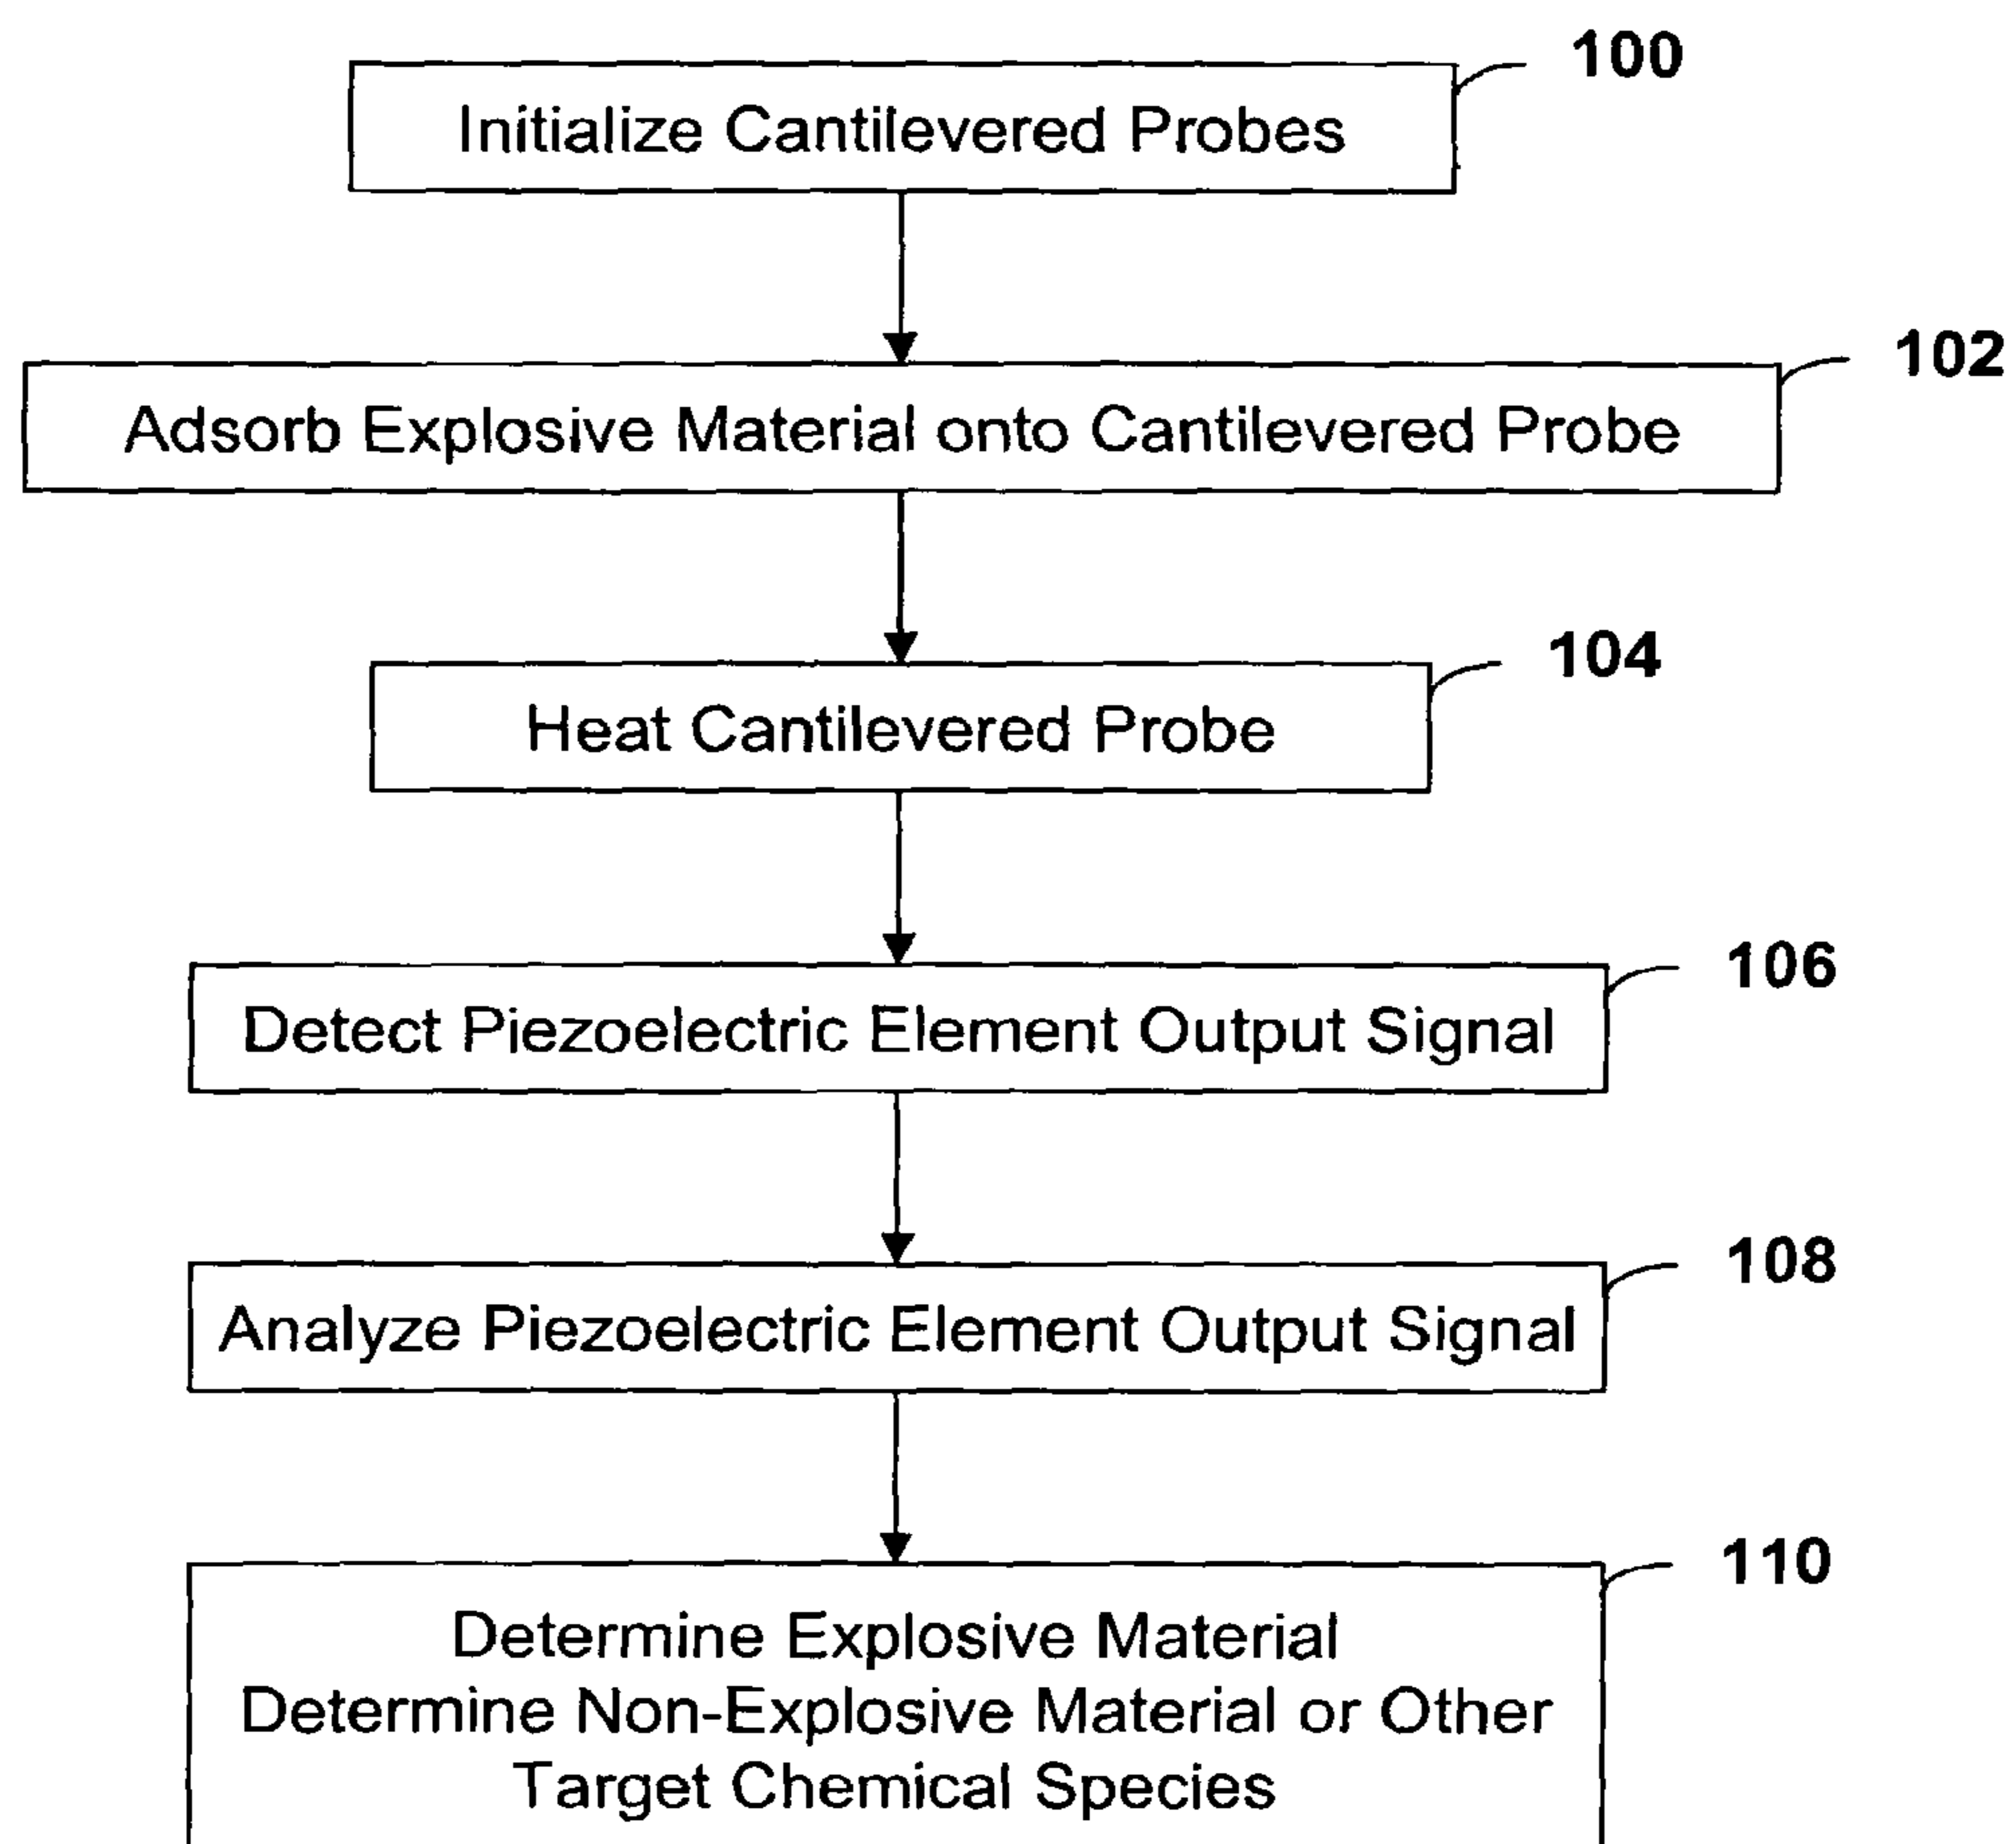 100
Initialize Cantilevered Probes
102
Adsorb Explosive Material onto Cantilevered Probe
104
Heat Cantilevered Probe
106
Detect Piezoelectric Element Output Signal
108
Analyze Piezoelectric Element Output Signal
110
Determine Explosive Material
Determine Non-Explosive Material or Other
Target Chemical Species